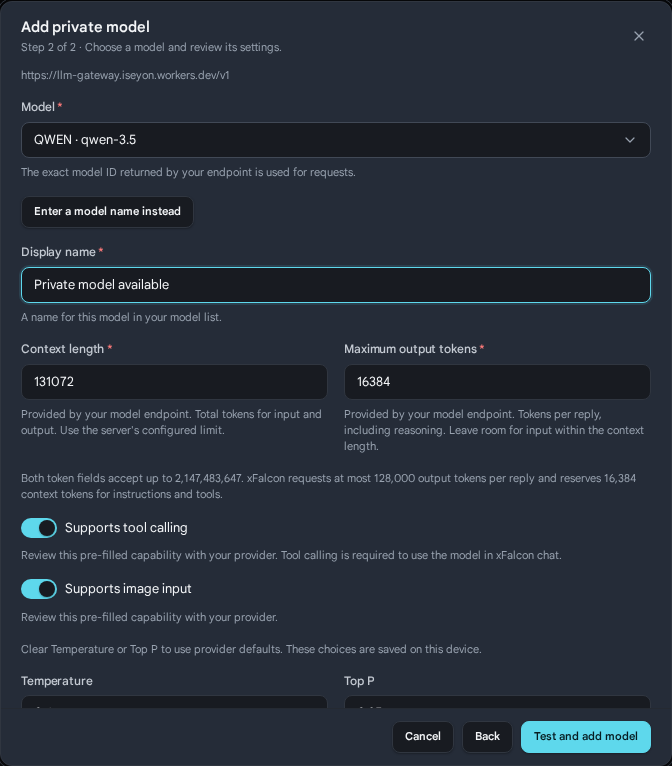 Add private model
Step 2 of 2 · Choose a model and review its settings.
https://llm-gateway.iseyon.workers.dev/v1
Model *
QWEN · qwen-3.5
The exact model ID returned by your endpoint is used for requests.
Enter a model name instead
Display name *
Private model available
A name for this model in your model list.
Context length *
Maximum output tokens *
131072
16384
Provided by your model endpoint. Total tokens for input and
output. Use the server's configured limit.
Provided by your model endpoint. Tokens per reply,
including reasoning. Leave room for input within the context
length.
Both token fields accept up to 2,147,483,647. xFalcon requests at most 128,000 output tokens per reply and reserves 16,384
context tokens for instructions and tools.
Supports tool calling
Review this pre-filled capability with your provider. Tool calling is required to use the model in xFalcon chat.
Supports image input
Review this pre-filled capability with your provider.
Clear Temperature or Top P to use provider defaults. These choices are saved on this device.
Temperature
Top P
Cancel
Back
Test and add model